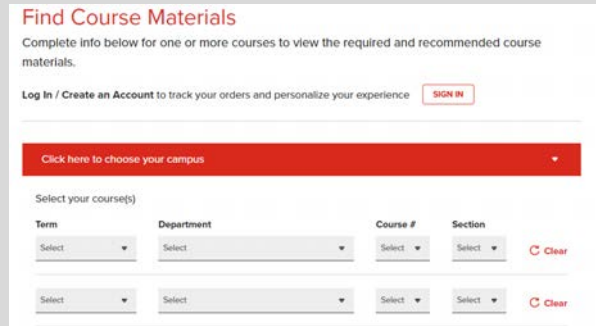 Find Course Materials
Complete info below for one or more courses to view the required and recommended course
materials.
Log In / Create an Account to track your orders and personalize your experience SIGN IN
Click here to choose your campus
Select your course(s)
Term Department Course # Section
Select Select Select Select Clear
Select Select Select Select Clear